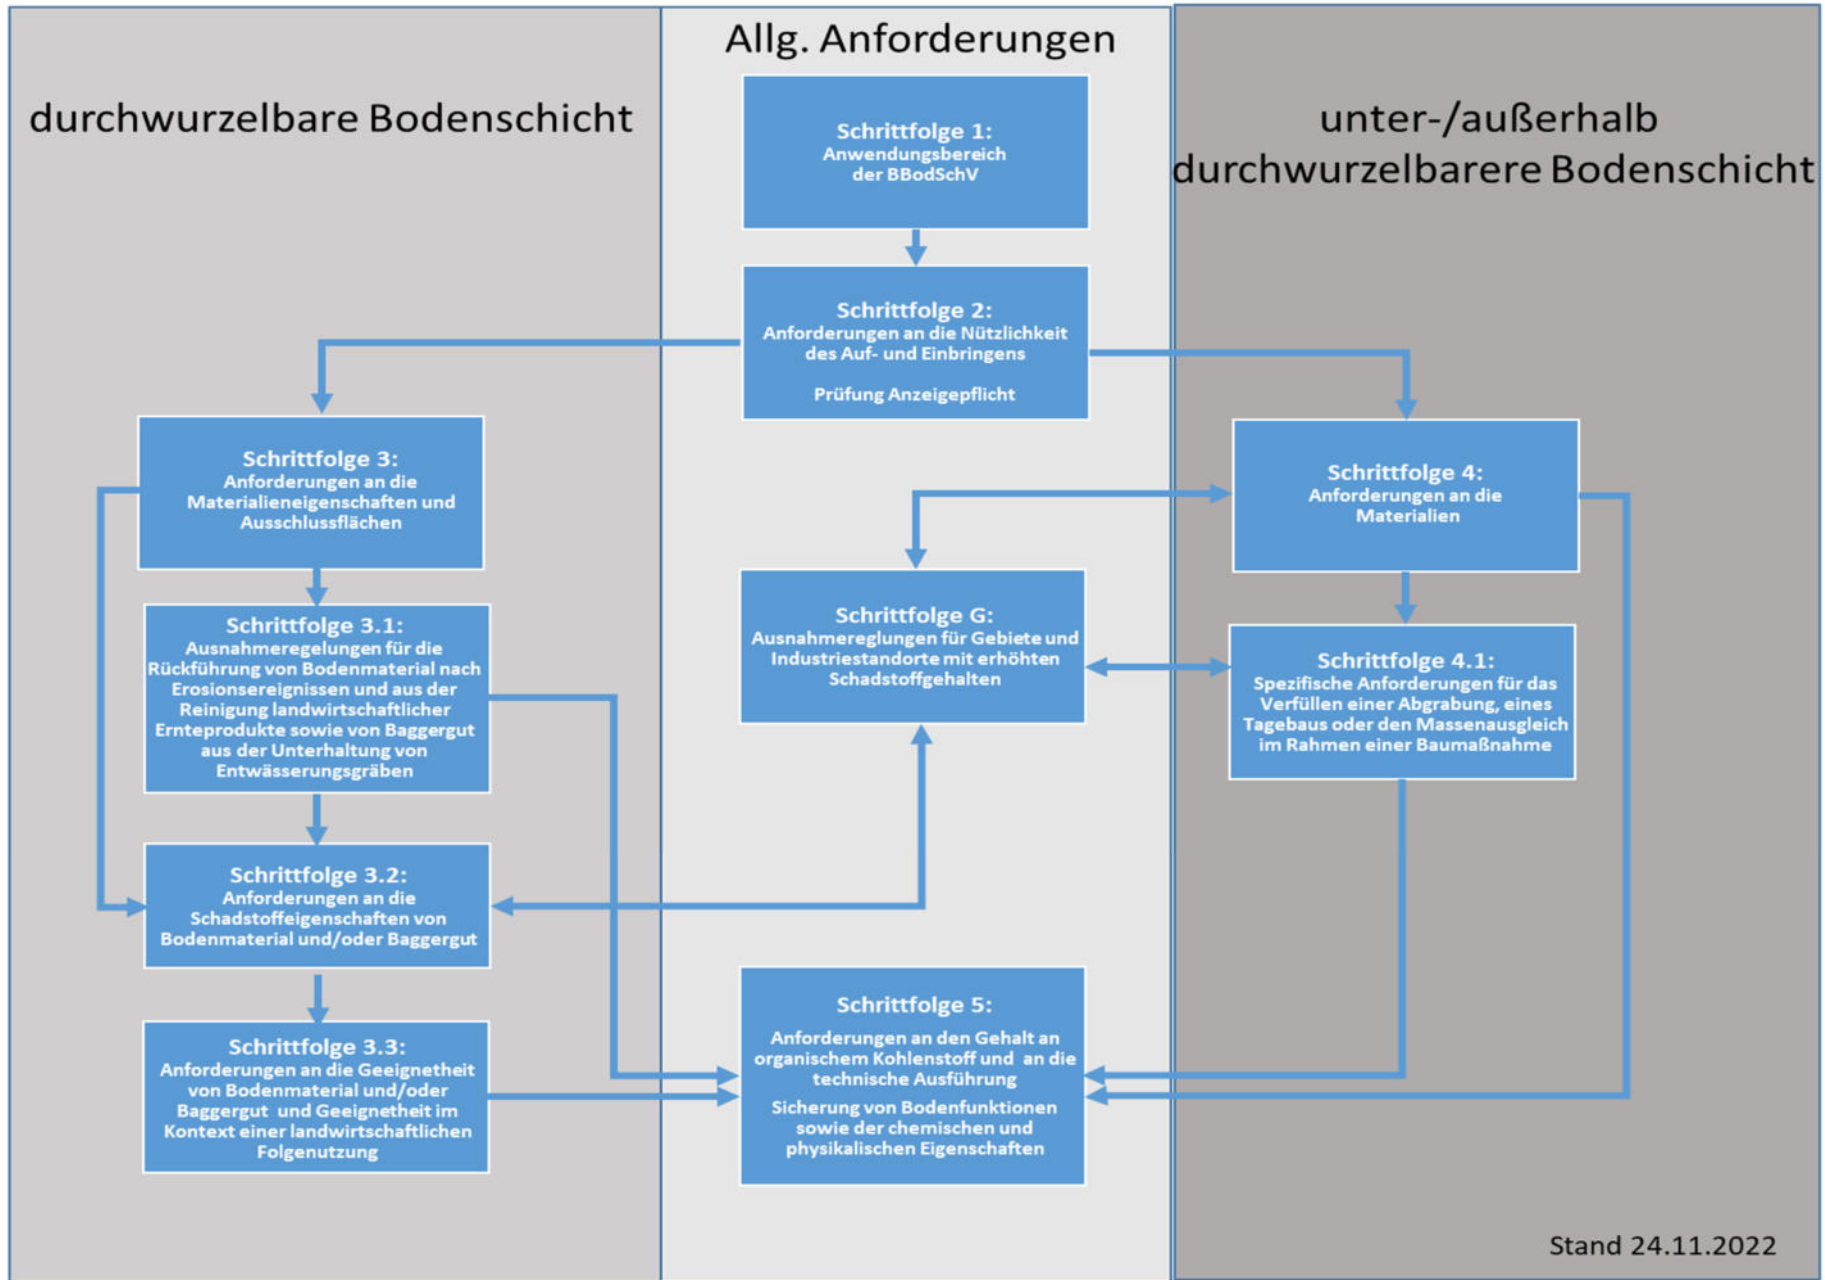 Allg. Anforderungen
durchwurzelbare Bodenschicht
unter-/außerhalb
durchwurzelbarere Bodenschicht
Schrittfolge 1:
Anwendungsbereich
der BBodSchV
Schrittfolge 2:
Anforderungen an die Nützlichkeit
des Auf- und Einbringens
Prüfung Anzeigepflicht
Schrittfolge 3:
Anforderungen an die
Materialieneigenschaften und
Ausschlussflächen
Schrittfolge 4:
Anforderungen an die
Materialien
Schrittfolge G:
Ausnahmereglungen für Gebiete und
Industriestandorte mit erhöhten
Schadstoffgehalten
Schrittfolge 3.1:
Ausnahmeregelungen für die
Rückführung von Bodenmaterial nach
Erosionsereignissen und aus der
Reinigung landwirtschaftlicher
Ernteprodukte sowie von Baggergut
aus der Unterhaltung von
Entwässerungsgräben
Schrittfolge 4.1:
Spezifische Anforderungen für das
Verfüllen einer Abgrabung, eines
Tagebaus oder den Massenausgleich
im Rahmen einer Baumaßnahme
Schrittfolge 3.2:
Anforderungen an die
Schadstoffeigenschaften von
Bodenmaterial und/oder Baggergut
Schrittfolge 3.3:
Anforderungen an die Geeignetheit
von Bodenmaterial und/oder
Baggergut und Geeignetheit im
Kontext einer landwirtschaftlichen
Folgenutzung
Schrittfolge 5:
Anforderungen an den Gehalt an
organischem Kohlenstoff und an die
technische Ausführung
Sicherung von Bodenfunktionen
sowie der chemischen und
physikalischen Eigenschaften
Stand 24.11.2022